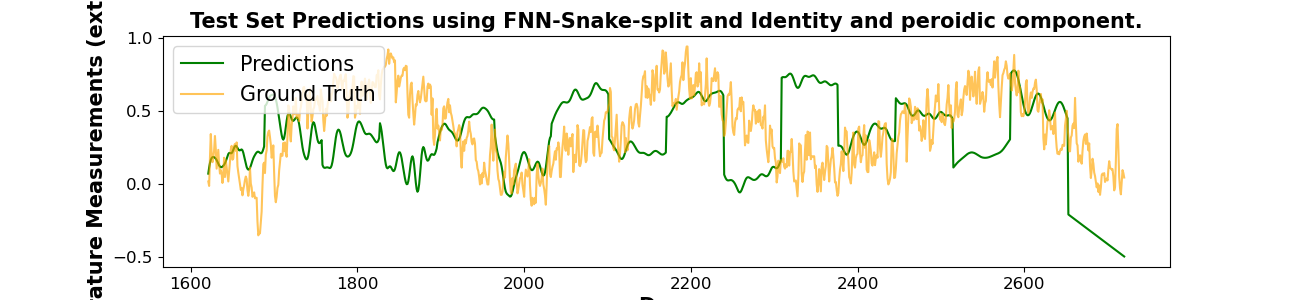 Test Set Predictions using FNN-Snake-split and Identity and peroidic component.
1.0
0.5
0.0
−0.5
Predictions
Ground Truth
1600
1800
2000
2200
2400
2600
Measurements